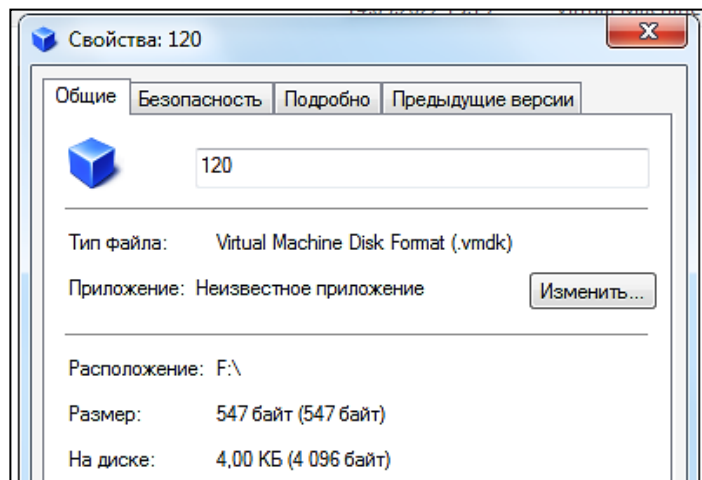 Свойства: 120
Общие Безопасность Подробно Предыдущие версии
120
Тип файла: Virtual Machine Disk Format (.vmdk)
Приложение: Неизвестное приложение Изменить...
Расположение: F:\
Размер: 547 байт (547 байт)
На диске: 4,00 КБ (4 096 байт)